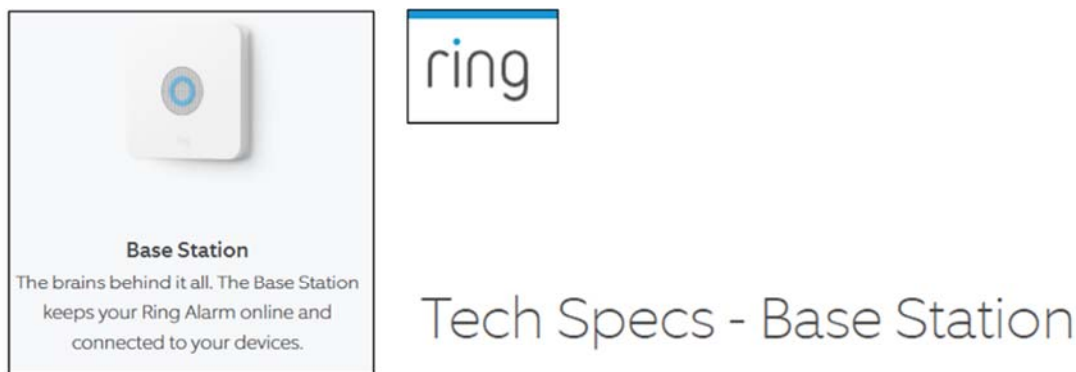 ring
Base Station
The brains behind it all. The Base Station
keeps your Ring Alarm online and
connected to your devices.
Tech Specs - Base Station